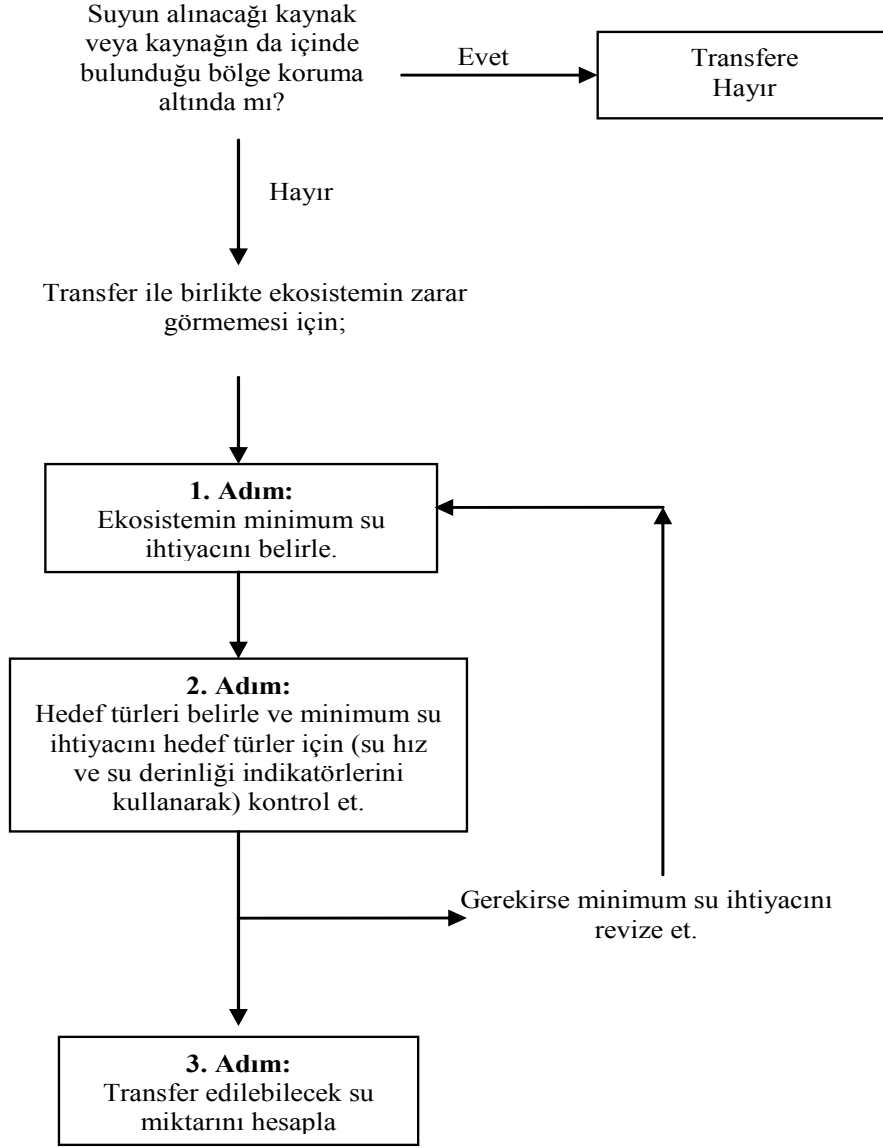 Suyun alınacağı kaynak
veya kaynağın da içinde
bulunduğu bölge koruma
altında mı?
Evet
Transfere
Hayır
Hayır
Transfer ile birlikte ekosistemin zarar
görmemesi için;
1. Adım:
Ekosistemin minimum su
ihtiyacını belirle.
2. Adım:
Hedef türleri belirle ve minimum su
ihtiyacını hedef türler için (su hız
ve su derinliği indikatörlerini
kullanarak) kontrol et.
Gerekirse minimum su ihtiyacını
revize et.
3. Adım:
Transfer edilebilecek su
miktarını hesapla